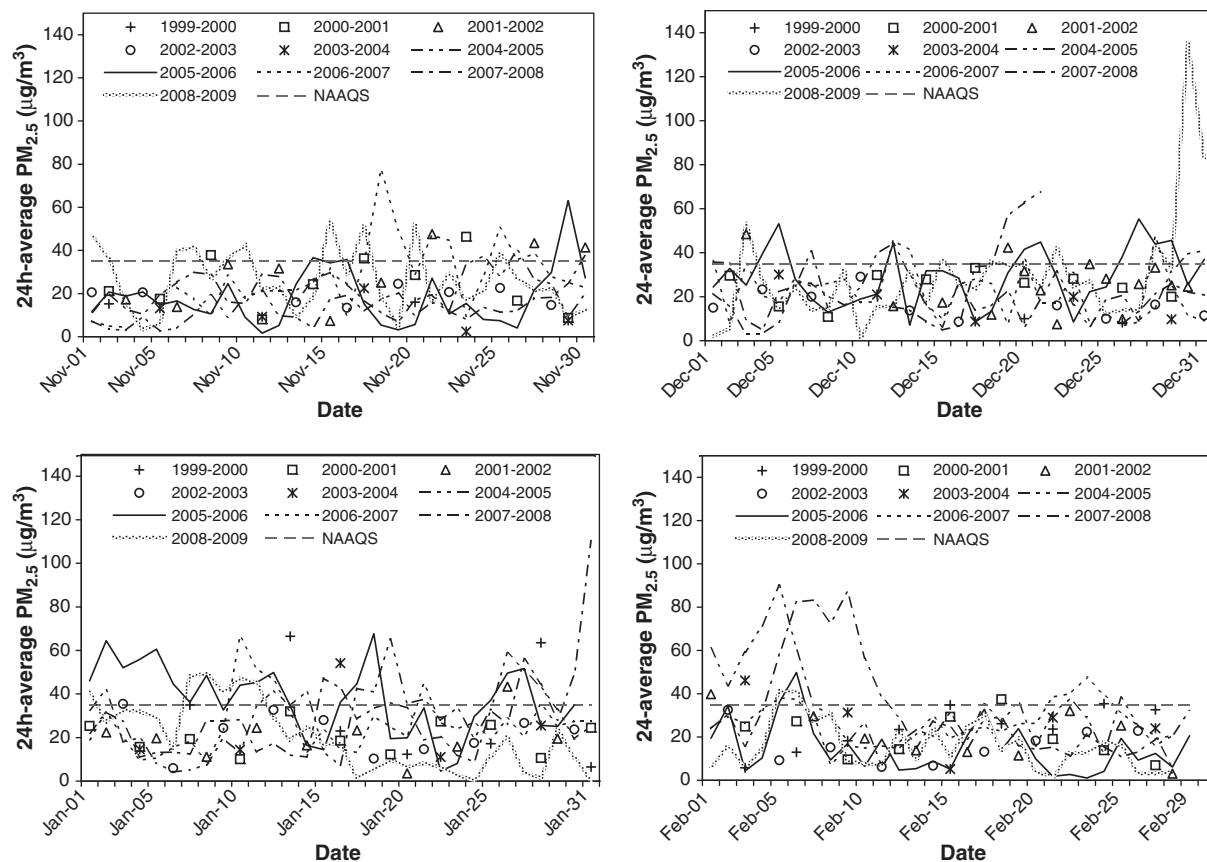 24h-average PM2.5 (μg/m3)
140
120
100
80
60
40
20
0
1999-2000 2000-2001 2001-2002
2002-2003 2003-2004 2004-2005
2005-2006 2006-2007 2007-2008
2008-2009 NAAQS
Nov-01 Nov-05 Nov-10 Nov-15 Nov-20 Nov-25 Nov-30
Date
24-average PM2.5 (μg/m3)
140
120
100
80
60
40
20
0
1999-2000 2000-2001 2001-2002
2002-2003 2003-2004 2004-2005
2005-2006 2006-2007 2007-2008
2008-2009 NAAQS
Dec-01 Dec-05 Dec-10 Dec-15 Dec-20 Dec-25 Dec-31
Date
24h-average PM2.5 (μg/m3)
140
120
100
80
60
40
20
0
1999-2000 2000-2001 2001-2002
2002-2003 2003-2004 2004-2005
2005-2006 2006-2007 2007-2008
2008-2009 NAAQS
Jan-01 Jan-05 Jan-10 Jan-15 Jan-20 Jan-25 Jan-31
Date
24-average PM2.5 (μg/m3)
140
120
100
80
60
40
20
0
1999-2000 2000-2001 2001-2002
2002-2003 2003-2004 2004-2005
2005-2006 2006-2007 2007-2008
2008-2009 NAAQS
Feb-01 Feb-05 Feb-10 Feb-15 Feb-20 Feb-25 Feb-29
Date